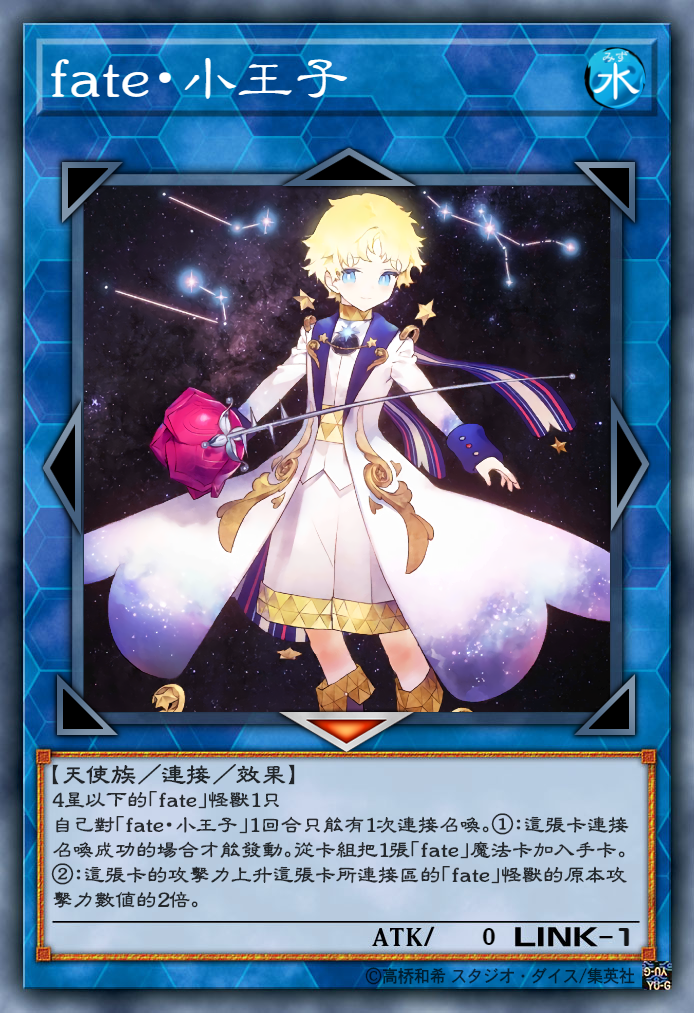 fate・小王子
みず
水
【天使族／連接／效果】
4星以下的「fate」怪獸1只
自己對「fate・小王子」1回合只能有1次連接召喚。①：這張卡連接
召喚成功的場合才能發動。從卡組把1張「fate」魔法卡加入手卡。
②：這張卡的攻擊力上升這張卡所連接區的「fate」怪獸的原本攻
擊力數值的2倍。
ATK/ 0 LINK-1
©高桥和希 スタジオ・ダイス/集英社
YU-G
YU-G